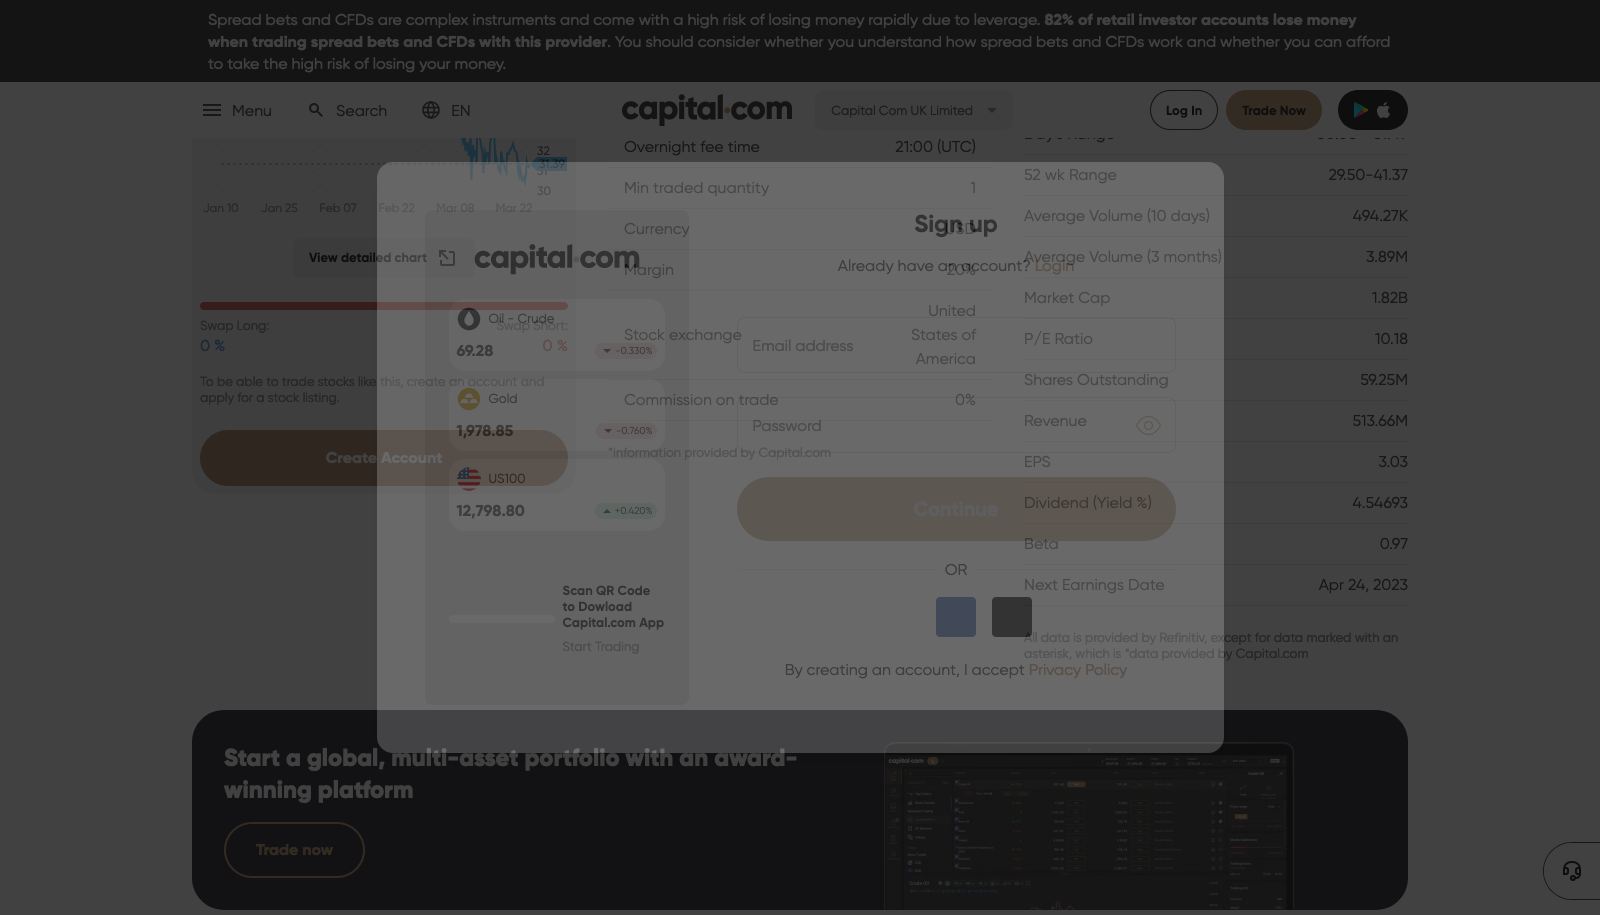 Spread bets and CFDs are complex instruments and come with a high risk of losing money rapidly due to leverage. 82% of retail investor accounts lose money
when trading spread bets and CFDs with this provider. You should consider whether you understand how spread bets and CFDs work and whether you can afford
to take the high risk of losing your money.
Menu
Search
EN
capital.com
Capital Com UK Limited
Log In
Trade Now
32
31.39
31
30
Jan 10
Jan 25
Feb 07
Feb 22
Mar 08
Mar 22
View detailed chart
Swap Long:
0 %
Swap Short:
0 %
To be able to trade stocks like this, create an account and
apply for a stock listing.
Create Account
Overnight fee time
21:00 (UTC)
Min traded quantity
1
Currency
USD
Margin
20%
Stock exchange
United
States of
America
Commission on trade
0%
*information provided by Capital.com
52 wk Range
29.50-41.37
Average Volume (10 days)
494.27K
Average Volume (3 months)
3.89M
Market Cap
1.82B
P/E Ratio
10.18
Shares Outstanding
59.25M
Revenue
513.66M
EPS
3.03
Dividend (Yield %)
4.54693
Beta
0.97
Next Earnings Date
Apr 24, 2023
All data is provided by Refinitiv, except for data marked with an
asterisk, which is *data provided by Capital.com
capital.com
Oil - Crude
69.28
-0.330%
Gold
1,978.85
-0.760%
US100
12,798.80
+0.420%
Scan QR Code
to Dowload
Capital.com App
Start Trading
Sign up
Already have an account? Login
Email address
Password
Continue
OR
By creating an account, I accept Privacy Policy
Start a global, multi-asset portfolio with an award-
winning platform
Trade now
capital.com